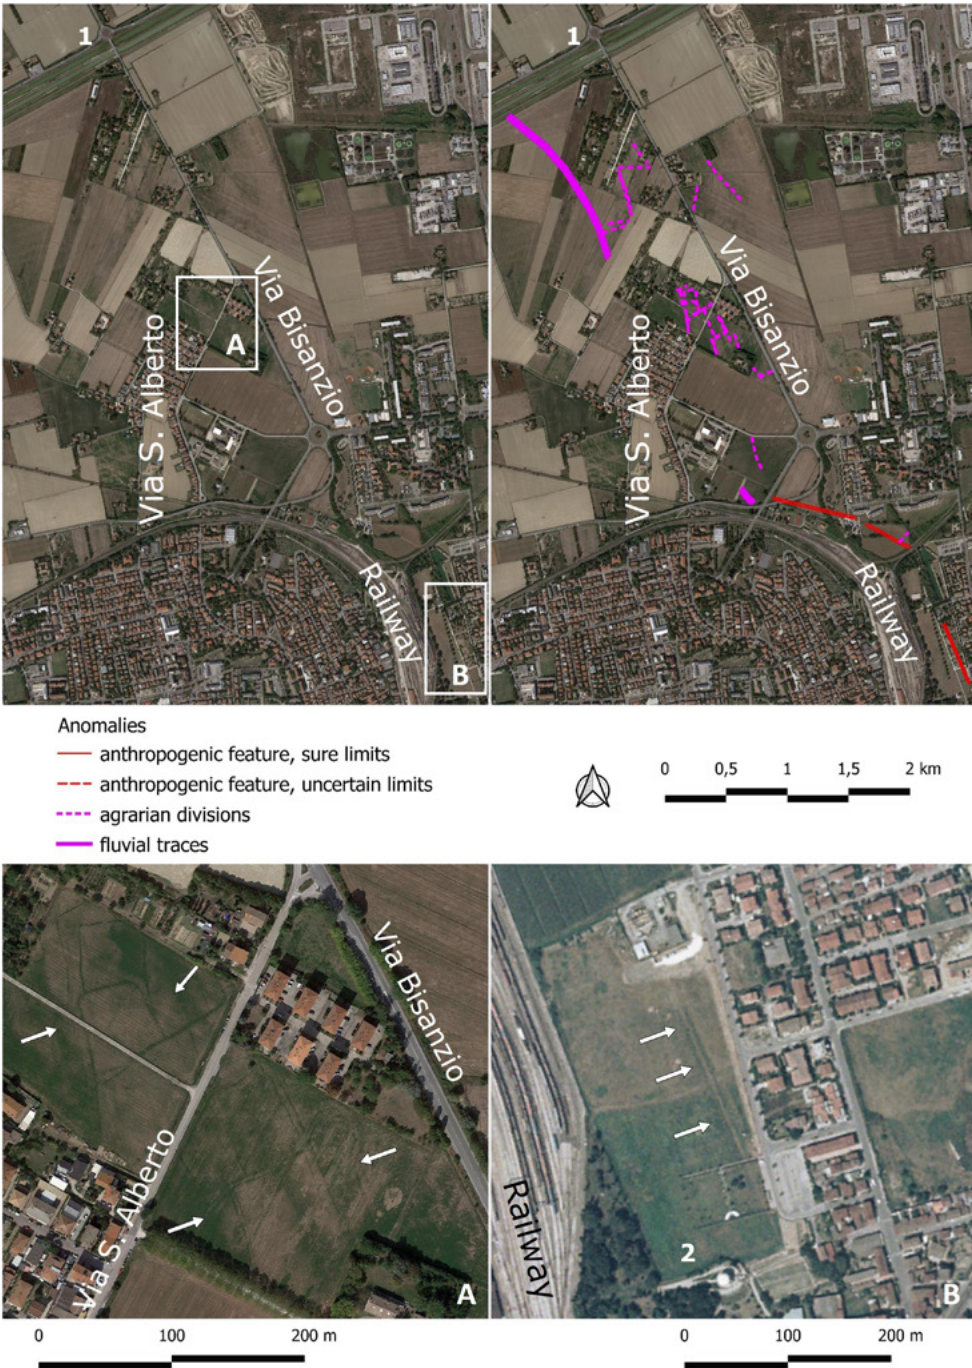 1
Via Bisanzio
Via S. Alberto
A
Railway
B
1
Via Bisanzio
Via S. Alberto
Railway
Anomalies
anthropogenic feature, sure limits
anthropogenic feature, uncertain limits
agrarian divisions
fluvial traces
0 0,5 1 1,5 2 km
Via Bisanzio
Via S. Alberto
A
Railway
2
B
0 100 200 m
0 100 200 m